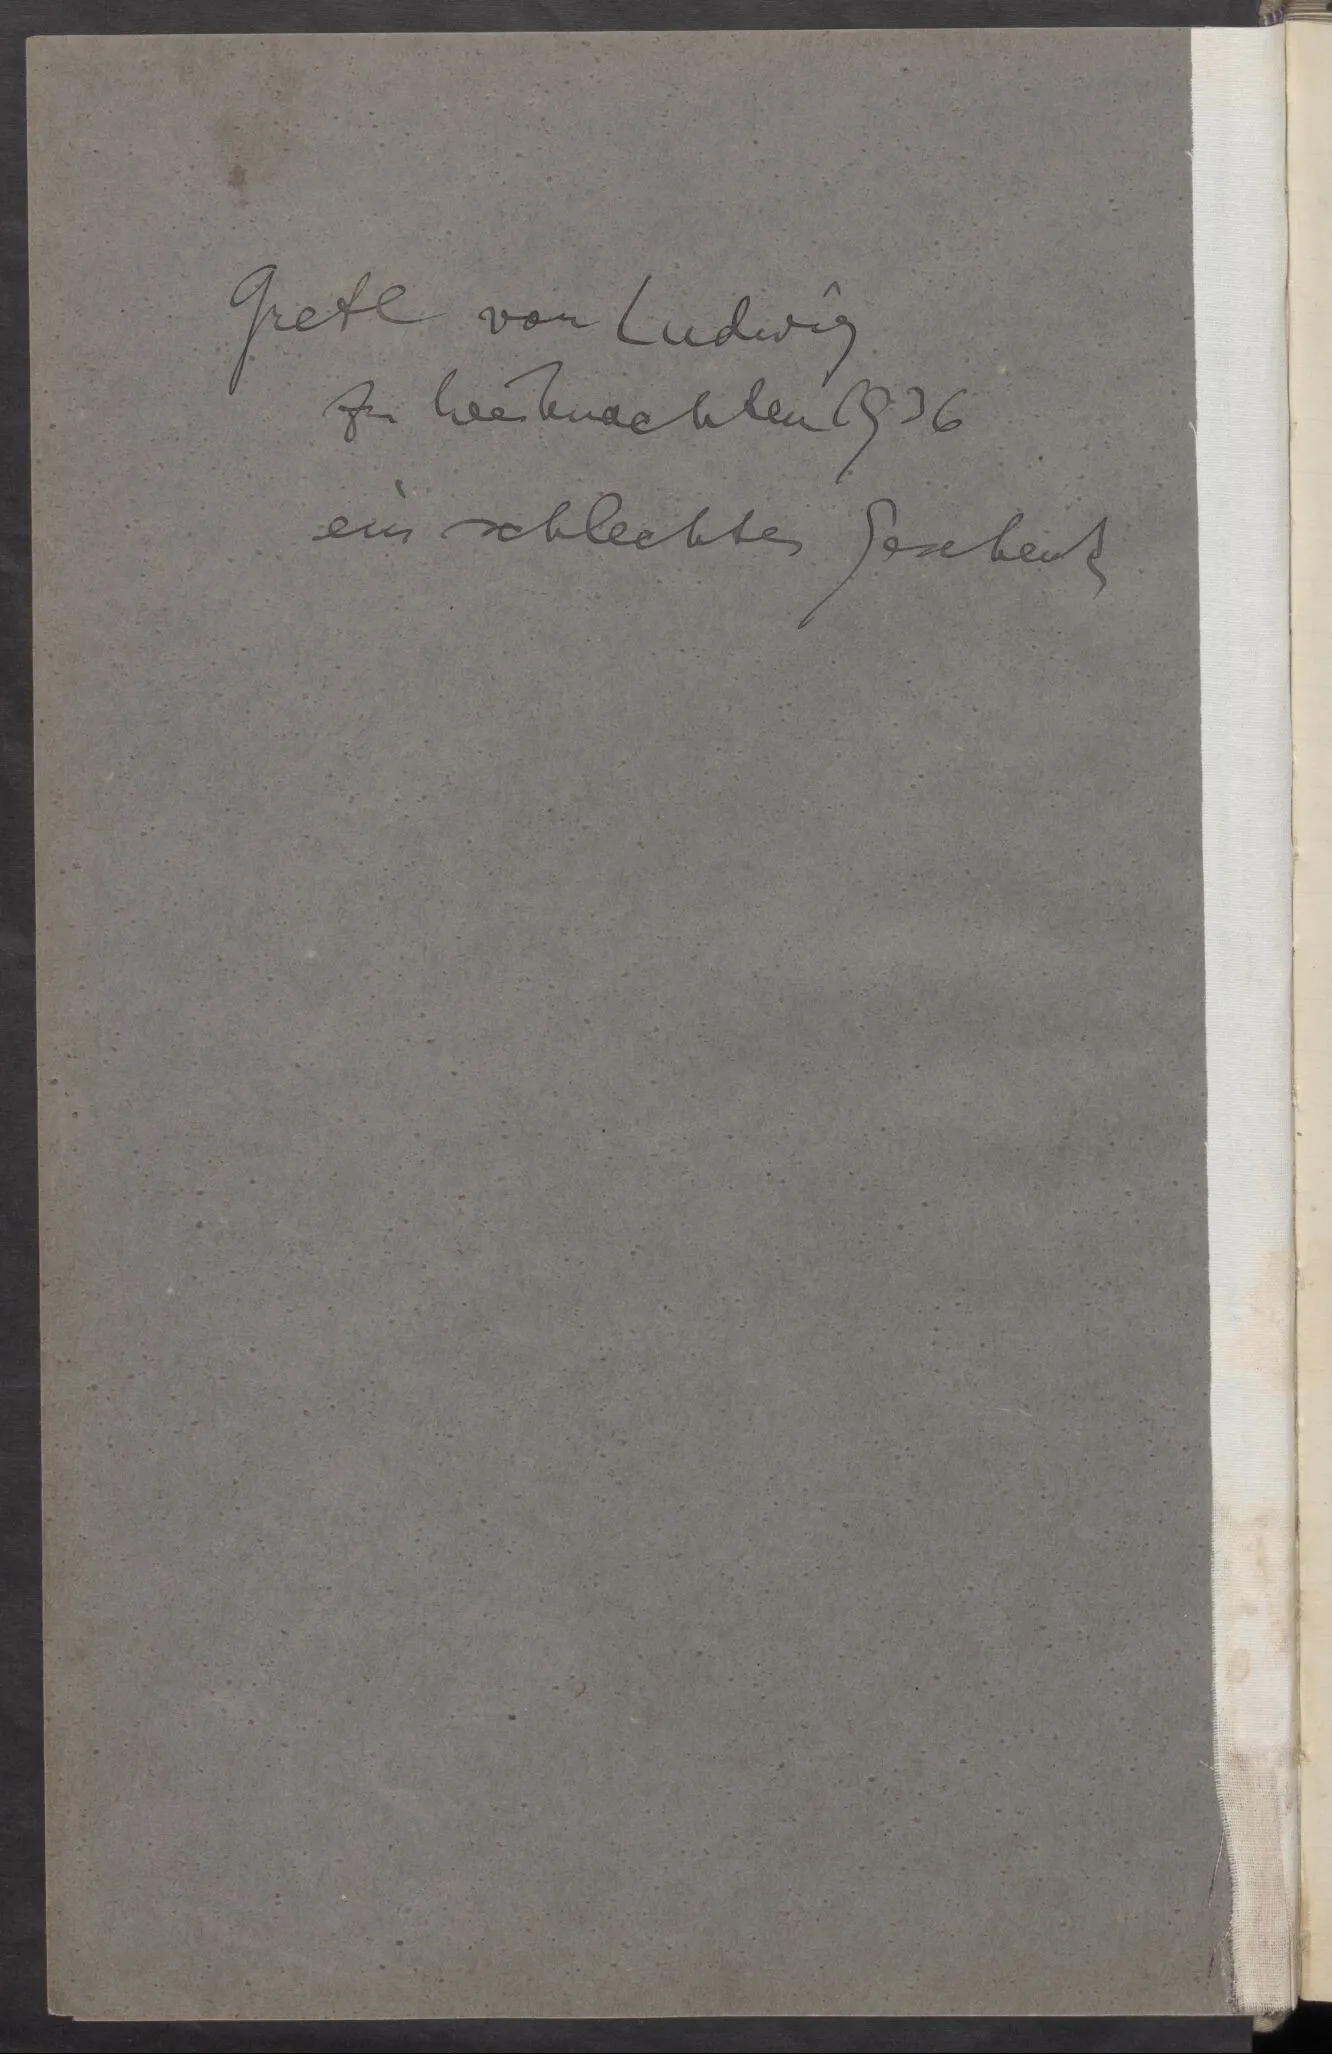 Gretl von Ludwig
zu Weihnachten 1936
ein schlechtes Geschenk